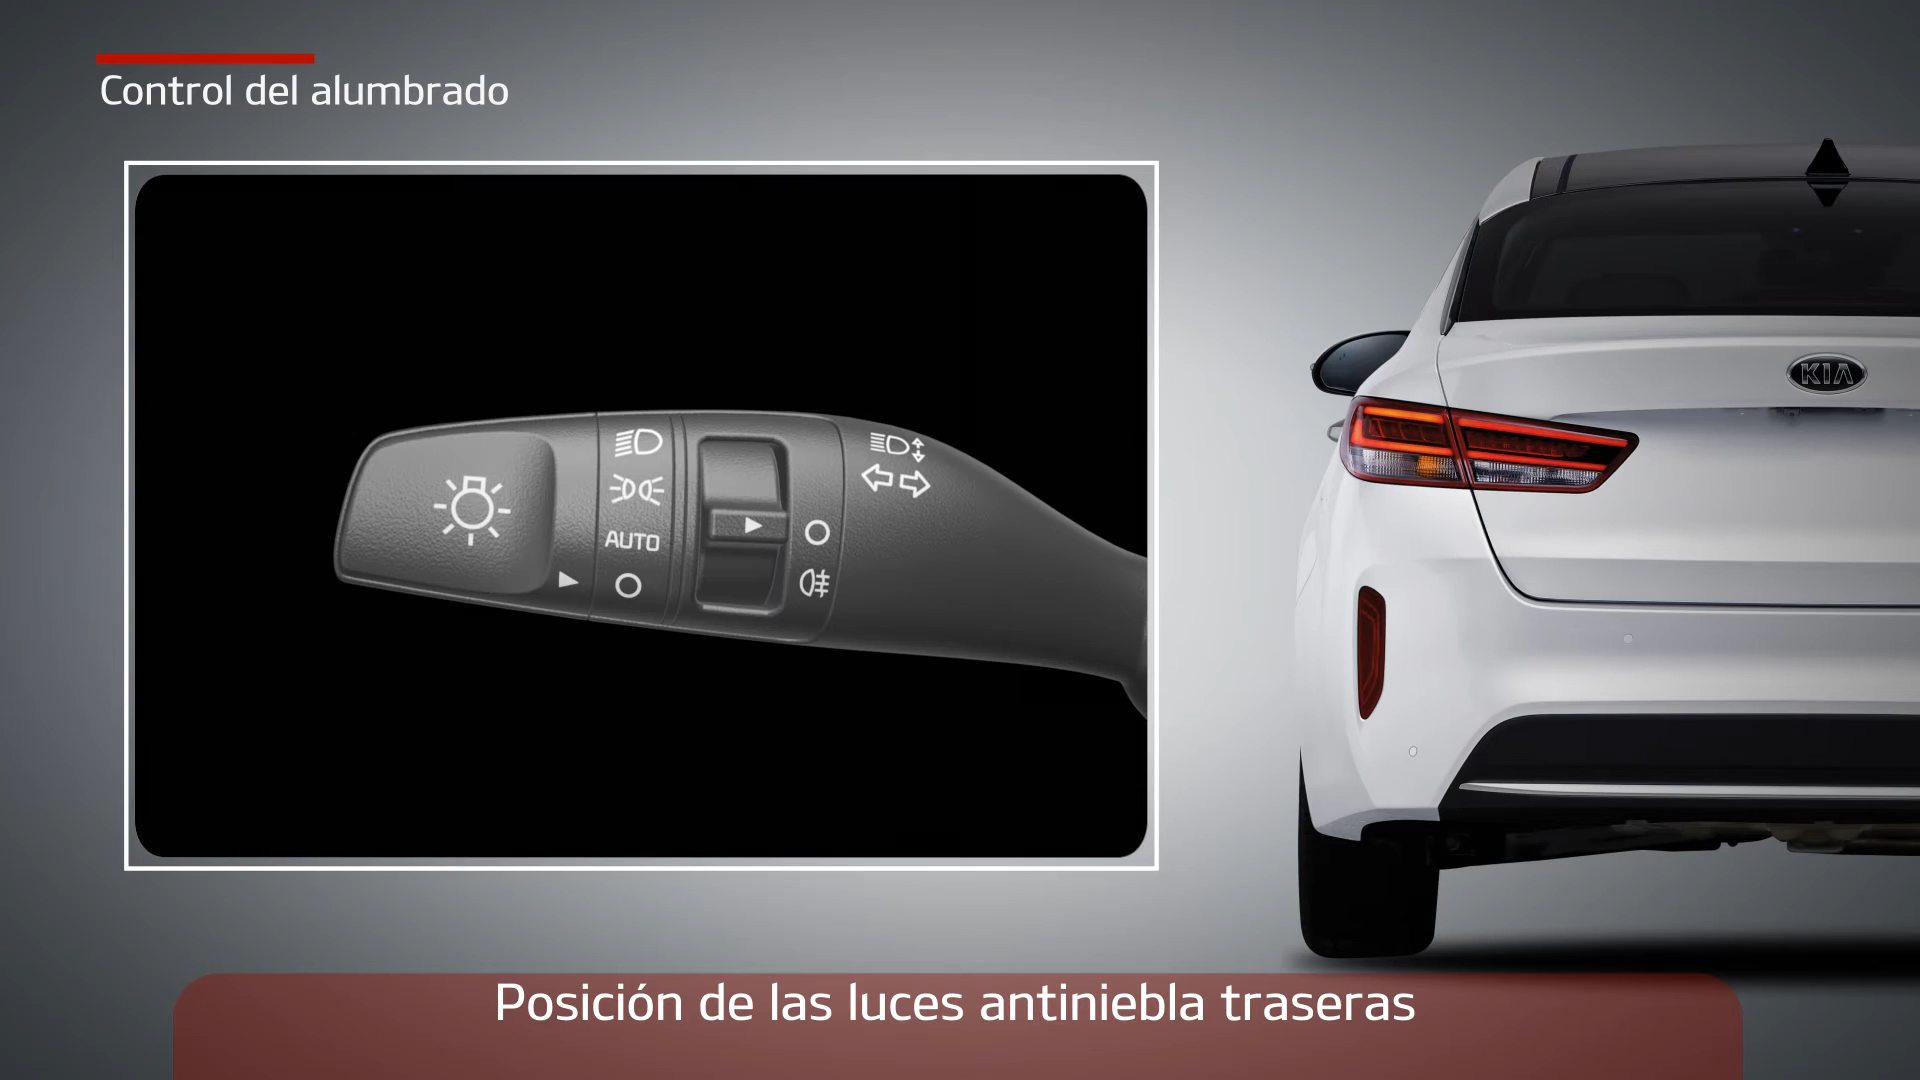 Control del alumbrado
AUTO
KIA
Posición de las luces antiniebla traseras